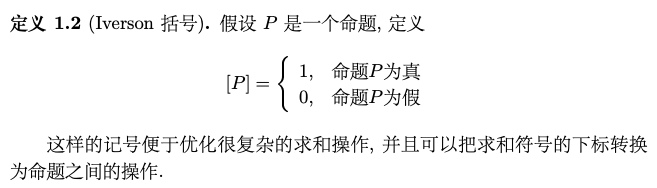 定义 1.2 (Iverson 括号). 假设 P 是一个命题, 定义
[P] = { 1, 命题P为真
0, 命题P为假
这样的记号便于优化很复杂的求和操作, 并且可以把求和符号的下标转换
为命题之间的操作.